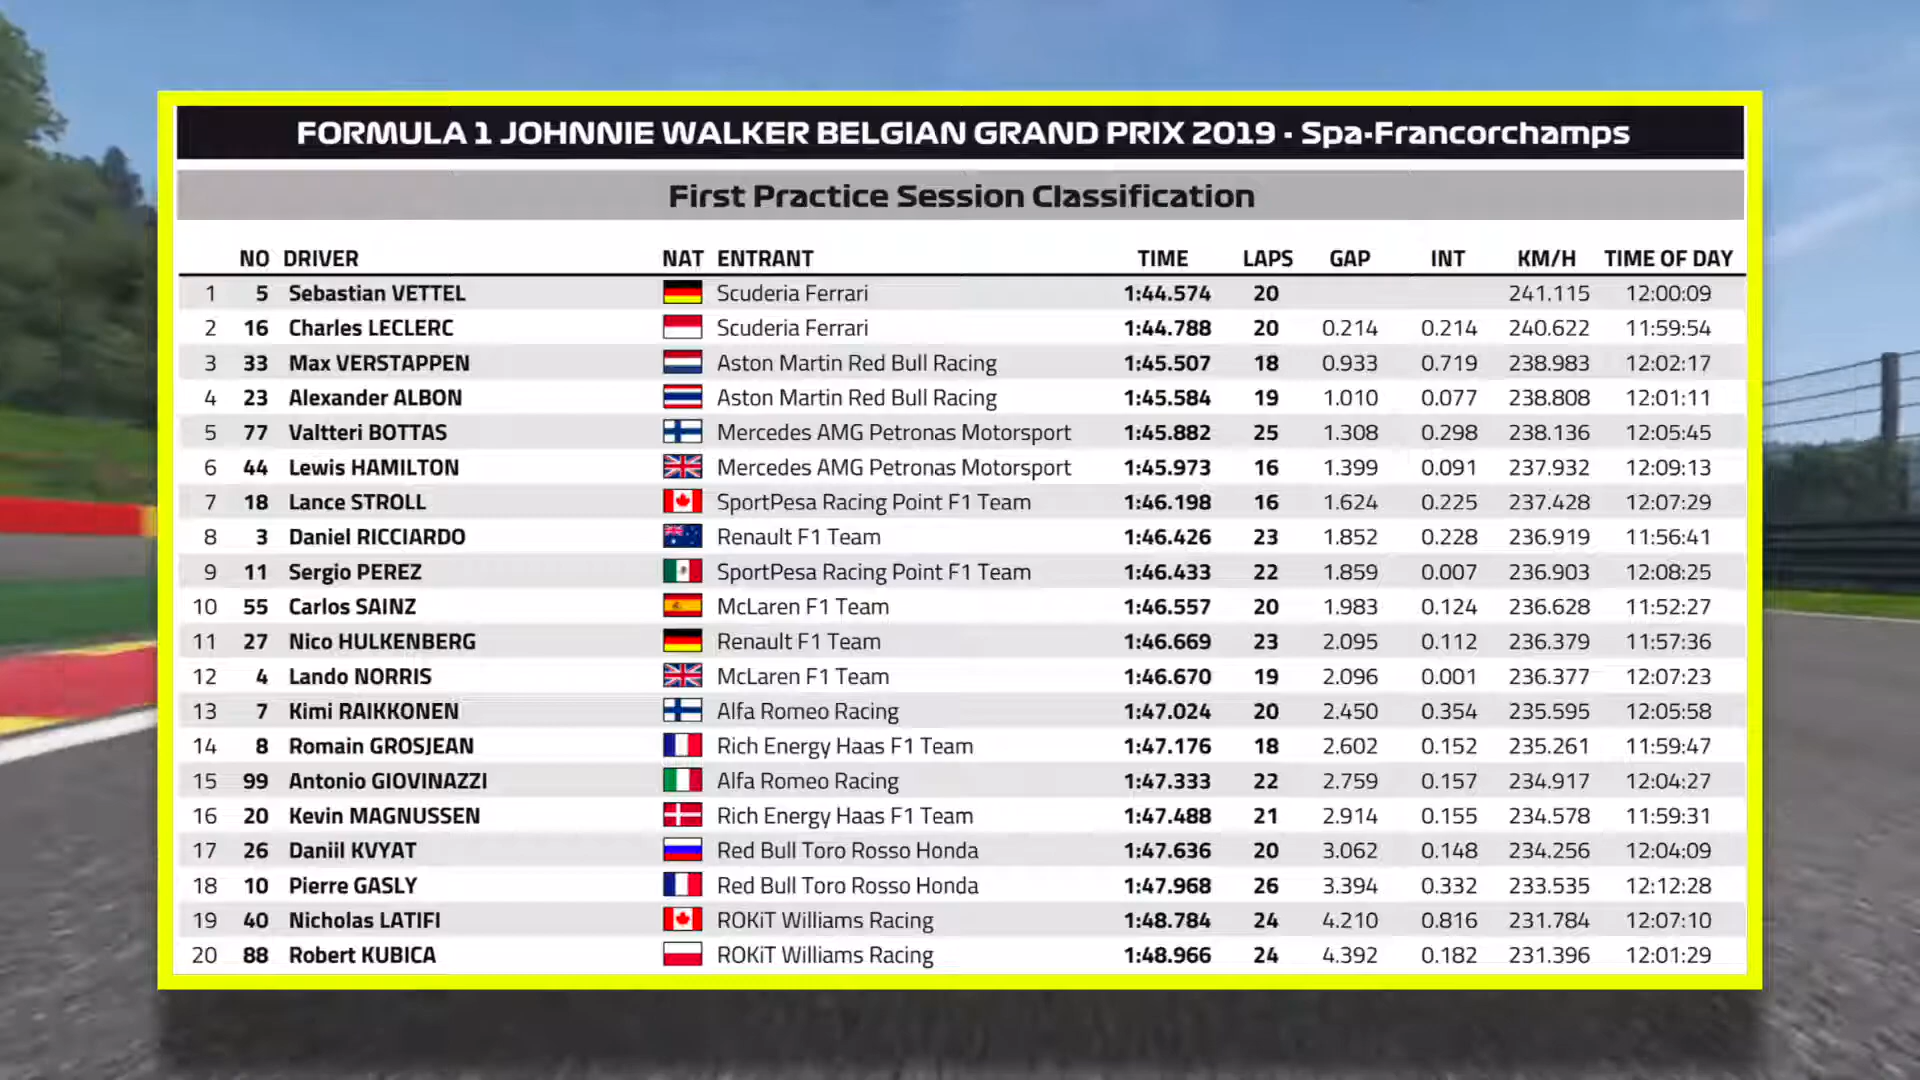 FORMULA 1 JOHNNIE WALKER BELGIAN GRAND PRIX 2019 - Spa-Francorchamps
First Practice Session Classification
NO DRIVER NAT ENTRANT TIME LAPS GAP INT KM/H TIME OF DAY
1 5 Sebastian VETTEL Scuderia Ferrari 1:44.574 20 241.115 12:00:09
2 16 Charles LECLERC Scuderia Ferrari 1:44.788 20 0.214 0.214 240.622 11:59:54
3 33 Max VERSTAPPEN Aston Martin Red Bull Racing 1:45.507 18 0.933 0.719 238.983 12:02:17
4 23 Alexander ALBON Aston Martin Red Bull Racing 1:45.584 19 1.010 0.077 238.808 12:01:11
5 77 Valtteri BOTTAS Mercedes AMG Petronas Motorsport 1:45.882 25 1.308 0.298 238.136 12:05:45
6 44 Lewis HAMILTON Mercedes AMG Petronas Motorsport 1:45.973 16 1.399 0.091 237.932 12:09:13
7 18 Lance STROLL SportPesa Racing Point F1 Team 1:46.198 16 1.624 0.225 237.428 12:07:29
8 3 Daniel RICCIARDO Renault F1 Team 1:46.426 23 1.852 0.228 236.919 11:56:41
9 11 Sergio PEREZ SportPesa Racing Point F1 Team 1:46.433 22 1.859 0.007 236.903 12:08:25
10 55 Carlos SAINZ McLaren F1 Team 1:46.557 20 1.983 0.124 236.628 11:52:27
11 27 Nico HULKENBERG Renault F1 Team 1:46.669 23 2.095 0.112 236.379 11:57:36
12 4 Lando NORRIS McLaren F1 Team 1:46.670 19 2.096 0.001 236.377 12:07:23
13 7 Kimi RAIKKONEN Alfa Romeo Racing 1:47.024 20 2.450 0.354 235.595 12:05:58
14 8 Romain GROSJEAN Rich Energy Haas F1 Team 1:47.176 18 2.602 0.152 235.261 11:59:47
15 99 Antonio GIOVINAZZI Alfa Romeo Racing 1:47.333 22 2.759 0.157 234.917 12:04:27
16 20 Kevin MAGNUSSEN Rich Energy Haas F1 Team 1:47.488 21 2.914 0.155 234.578 11:59:31
17 26 Daniil KVYAT Red Bull Toro Rosso Honda 1:47.636 20 3.062 0.148 234.256 12:04:09
18 10 Pierre GASLY Red Bull Toro Rosso Honda 1:47.968 26 3.394 0.332 233.535 12:12:28
19 40 Nicholas LATIFI ROKiT Williams Racing 1:48.784 24 4.210 0.816 231.784 12:07:10
20 88 Robert KUBICA ROKiT Williams Racing 1:48.966 24 4.392 0.182 231.396 12:01:29